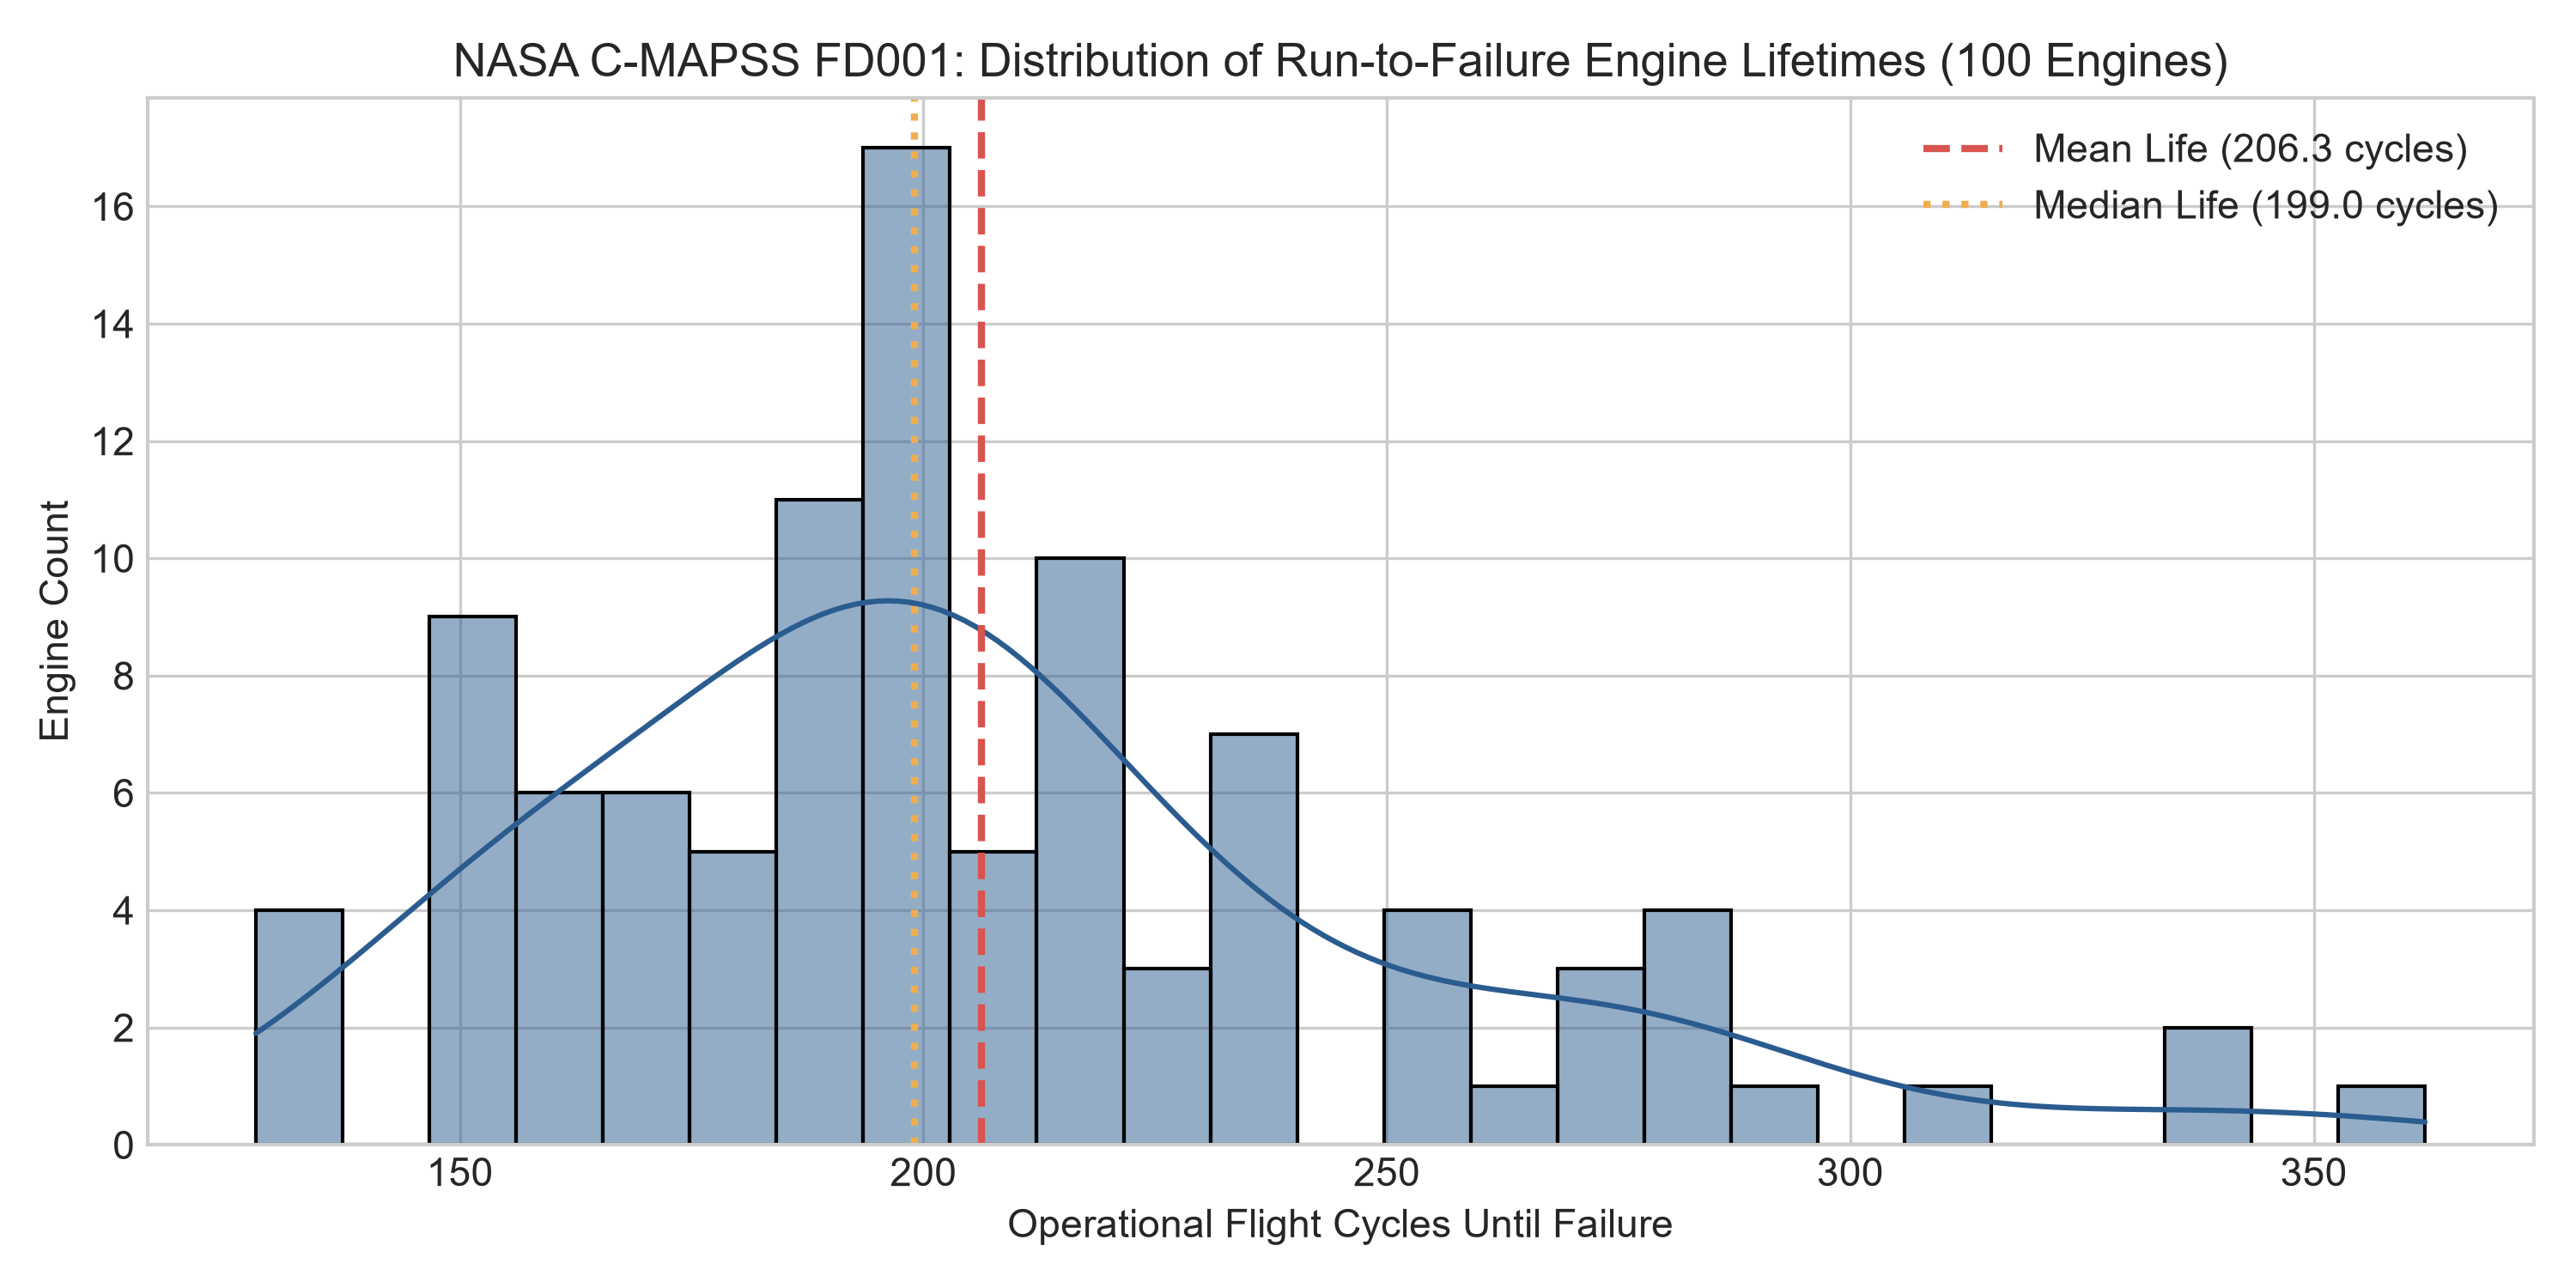 NASA C-MAPSS FD001: Distribution of Run-to-Failure Engine Lifetimes (100 Engines)
Mean Life (206.3 cycles)
Median Life (199.0 cycles)
Engine Count
16
14
12
10
8
6
4
2
0
150 200 250 300 350
Operational Flight Cycles Until Failure